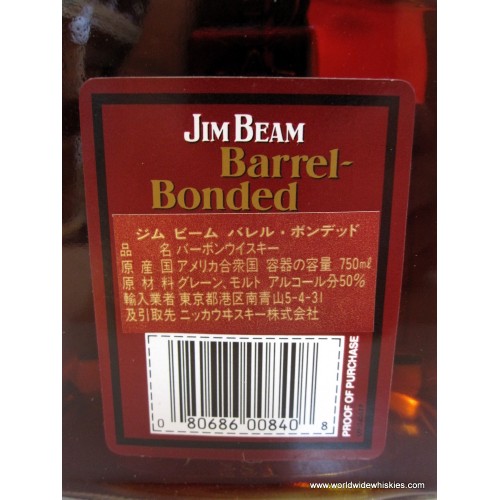 JIM BEAM
Barrel-
Bonded
ジム ビーム バレル・ボンデッド
品 名 バーボンウイスキー
原 産 国 アメリカ合衆国 容器の容量 750mℓ
原 材 料 グレーン、モルト アルコール分50%
輸入業者 東京都港区南青山5-4-31
及引取先 ニッカウヰスキー株式会社
PROOF OF PURCHASE
0 80686 00840 8
www.worldwidewhiskies.com